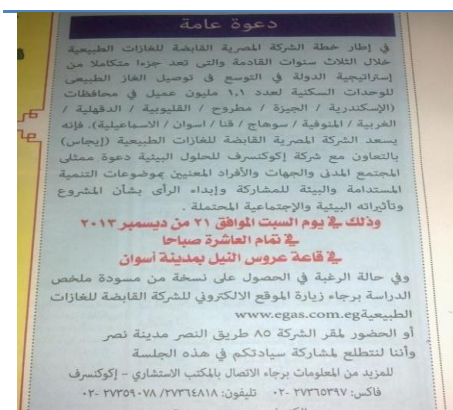 دعوة عامة
في إطار خطة الشركة المصرية القابضة للغازات الطبيعية
خلال الثلاث سنوات القادمة والتى تعد جزءا متكاملا من
إستراتيجية الدولة في التوسع فى توصيل الغاز الطبيعى
للوحدات السكنية لعدد ١,١ مليون عميل في محافظات
(الإسكندرية / الجيزة / مطروح / القليوبية / الدقهلية /
الغربية / المنوفية / سوهاج / قنا / اسوان / الاسماعيلية). فإنه
يسعد الشركة المصرية القابضة للغازات الطبيعية (إيجاس)
بالتعاون مع شركة إكوكنسرف للحلول البيئية دعوة ممثلى
المجتمع المدنى والجهات والأفراد المعنيين بموضوعات التنمية
المستدامة والبيئة للمشاركة وإبداء الرأى بشأن المشروع
وتأثيراته البيئية والإجتماعية المحتملة .
وذلك في يوم السبت الموافق ٢١ من ديسمبر ٢٠١٣
في تمام العاشرة صباحا
في قاعة عروس النيل بمدينة أسوان
وفي حالة الرغبة في الحصول على نسخة من مسودة ملخص
الدراسة برجاء زيارة الموقع الالكتروني للشركة القابضة للغازات
الطبيعية www.egas.com.eg
أو الحضور لمقر الشركة ٨٥ طريق النصر مدينة نصر
وأننا لنتطلع لمشاركة سيادتكم في هذه الجلسة
للمزيد من المعلومات برجاء الاتصال بالمكتب الاستشاري – إكوكنسرف
فاكس: ٢٧٣٦٥٣٩٧ -٠٢ تليفون: ٢٧٣٦٤٨١٨/ ٢٧٣٥٩٠٧٨ -٠٢